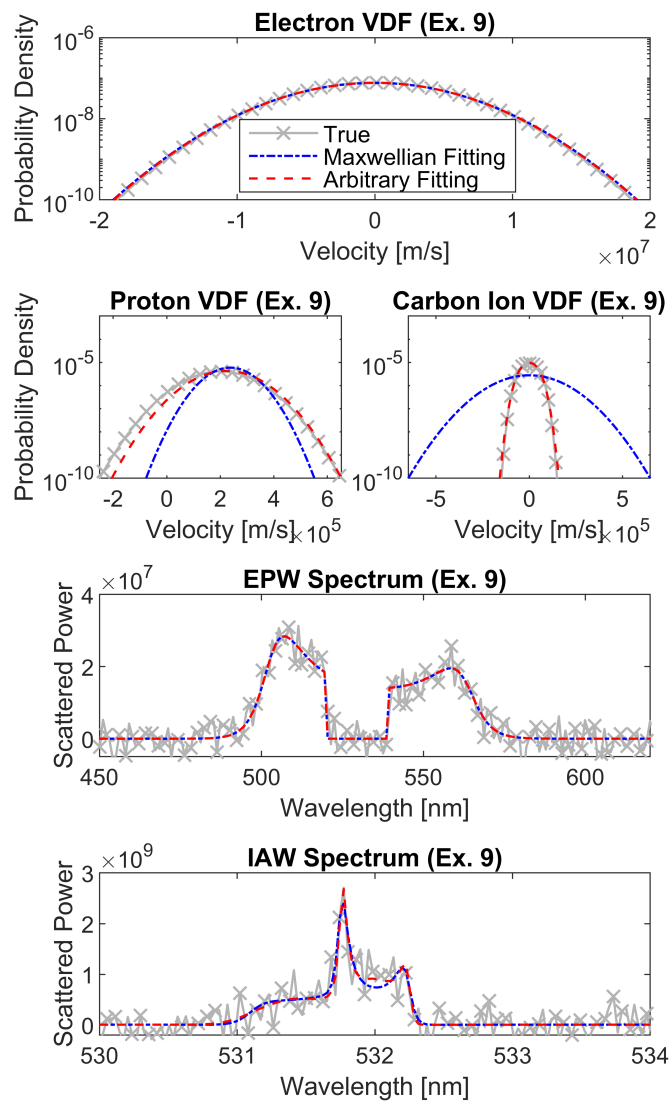 Electron VDF (Ex. 9)
Probability Density
10^-6
10^-8
10^-10
True
Maxwellian Fitting
Arbitrary Fitting
-2 -1 0 1 2
Velocity [m/s]
×10^7
Proton VDF (Ex. 9)
Probability Density
10^-5
10^-10
-2 0 2 4 6
Velocity [m/s]
×10^5
Carbon Ion VDF (Ex. 9)
10^-5
10^-10
-5 0 5
Velocity [m/s]
×10^5
EPW Spectrum (Ex. 9)
×10^7
Scattered Power
4
2
0
450 500 550 600
Wavelength [nm]
IAW Spectrum (Ex. 9)
×10^9
Scattered Power
3
2
1
0
530 531 532 533 534
Wavelength [nm]